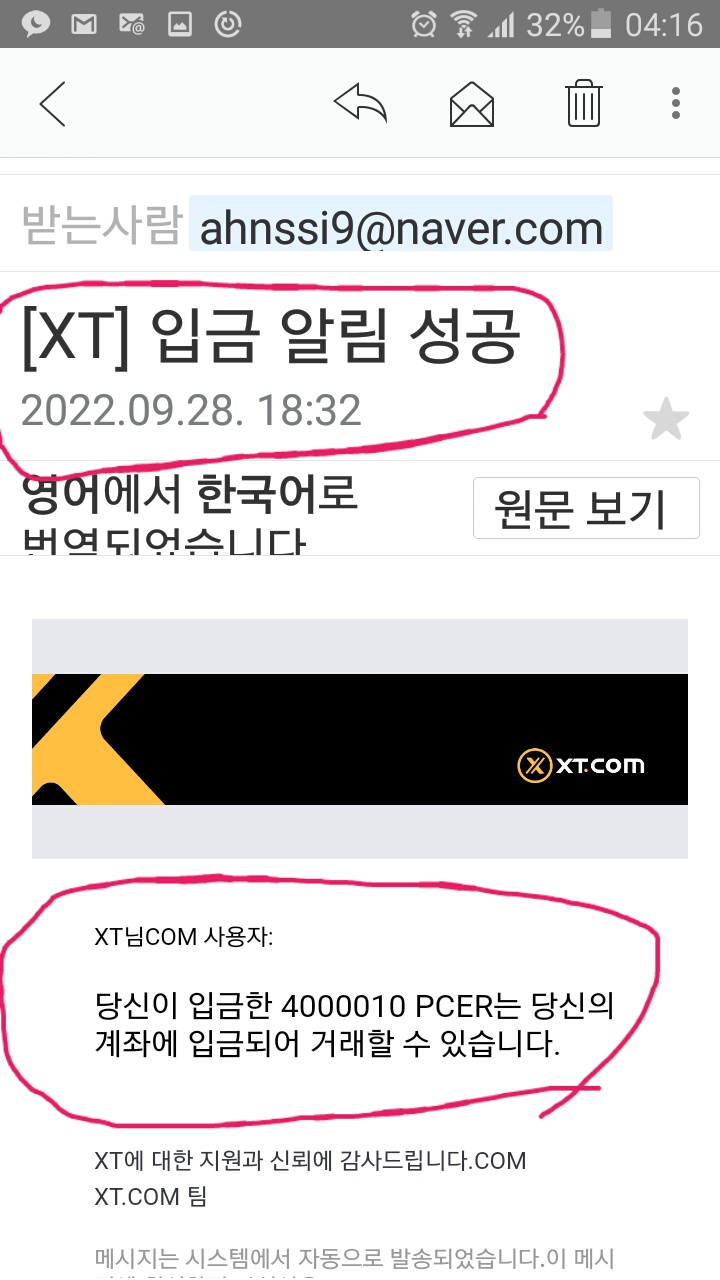 32% 04:16
받는사람 ahnssi9@naver.com
[XT] 입금 알림 성공
2022.09.28. 18:32
영어에서 한국어로
번역되었습니다
원문 보기
XT.COM
XT님COM 사용자:
당신이 입금한 4000010 PCER는 당신의
계좌에 입금되어 거래할 수 있습니다.
XT에 대한 지원과 신뢰에 감사드립니다.COM
XT.COM 팀
메시지는 시스템에서 자동으로 발송되었습니다.이 메시